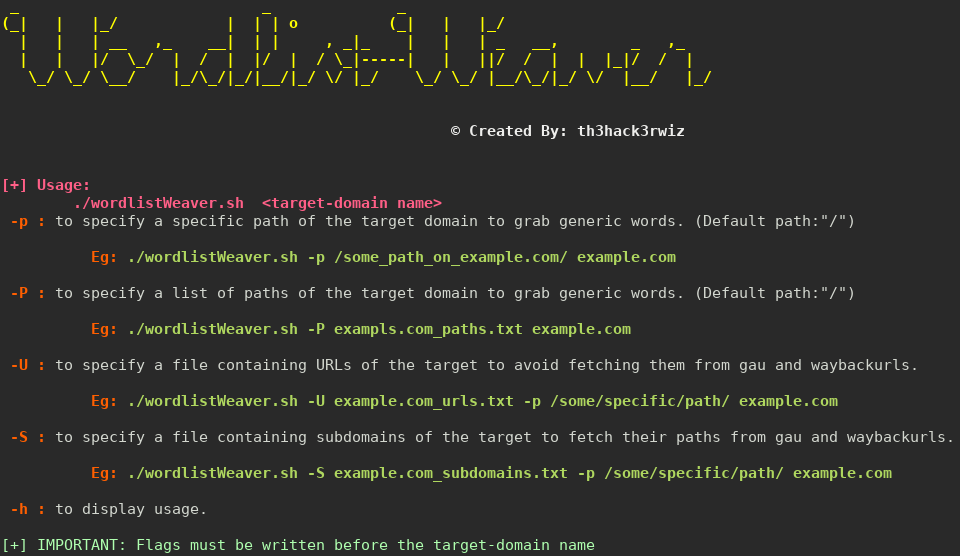 Wordlist-Weaver
© Created By: th3hack3rwiz
[+] Usage:
./wordlistWeaver.sh <target-domain name>
-p : to specify a specific path of the target domain to grab generic words. (Default path:"/")
Eg: ./wordlistWeaver.sh -p /some_path_on_example.com/ example.com
-P : to specify a list of paths of the target domain to grab generic words. (Default path:"/")
Eg: ./wordlistWeaver.sh -P exampls.com_paths.txt example.com
-U : to specify a file containing URLs of the target to avoid fetching them from gau and waybackurls.
Eg: ./wordlistWeaver.sh -U example.com_urls.txt -p /some/specific/path/ example.com
-S : to specify a file containing subdomains of the target to fetch their paths from gau and waybackurls.
Eg: ./wordlistWeaver.sh -S example.com_subdomains.txt -p /some/specific/path/ example.com
-h : to display usage.
[+] IMPORTANT: Flags must be written before the target-domain name